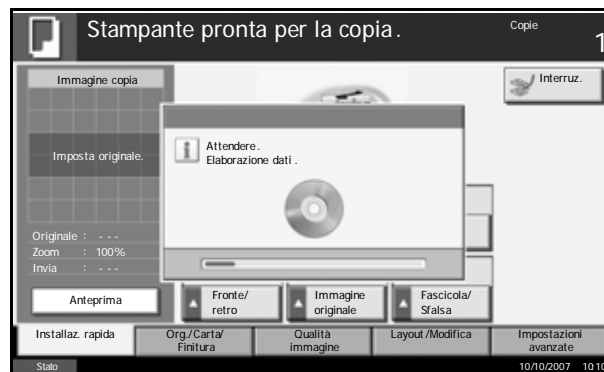 Stampante pronta per la copia.
Copie
1
Immagine copia
Interruz.
Attendere.
Elaborazione dati.
Imposta originale.
Originale : - - -
Zoom : 100%
Invia : - - -
Anteprima
Fronte/
retro
Immagine
originale
Fascicola/
Sfalsa
Installaz. rapida
Org./Carta/
Finitura
Qualità
immagine
Layout/Modifica
Impostazioni
avanzate
Stato
10/10/2007 10:10